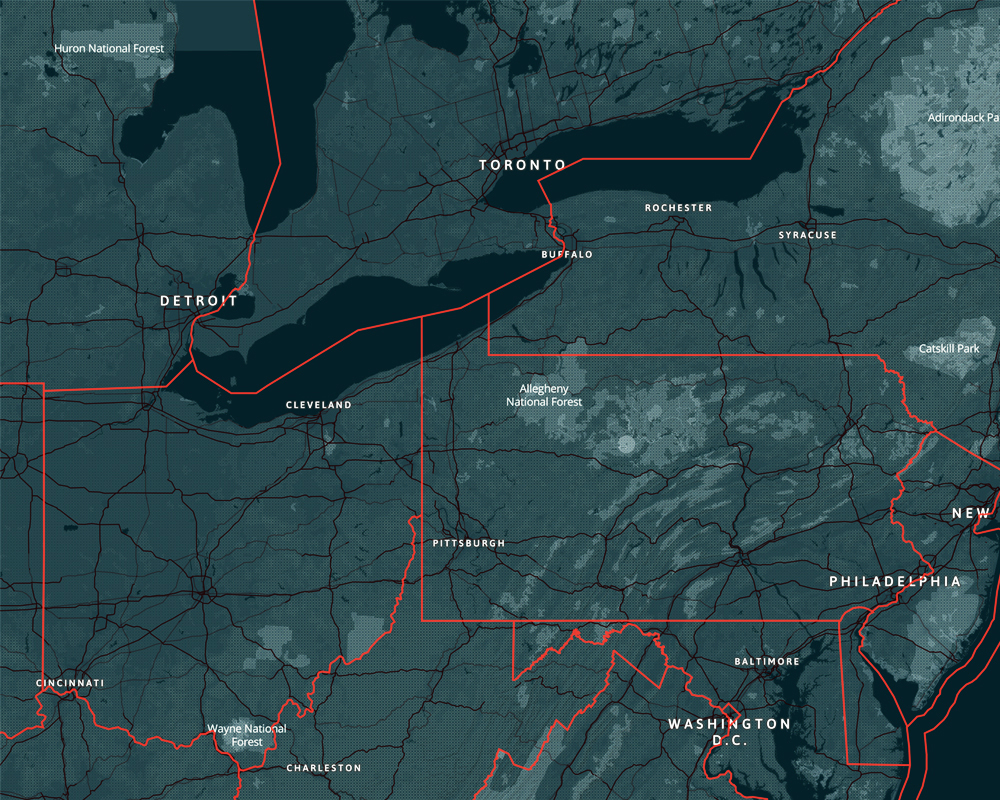 Huron National Forest
Adirondack Pa
TORONTO
ROCHESTER
SYRACUSE
BUFFALO
DETROIT
Catskill Park
Allegheny
National Forest
CLEVELAND
NEW
PITTSBURGH
PHILADELPHIA
BALTIMORE
CINCINNATI
WASHINGTON
D.C.
Wayne National
Forest
CHARLESTON